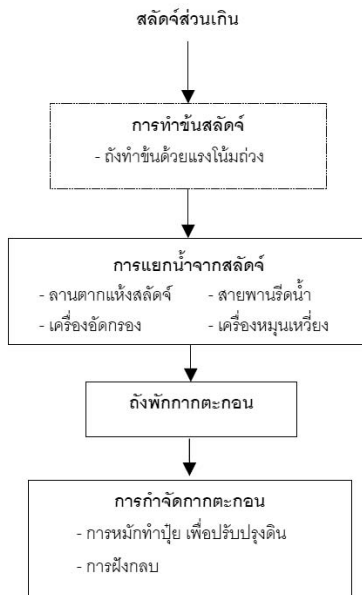 สลัดจ์ส่วนเกิน
การทำข้นสลัดจ์
- ถังทำข้นด้วยแรงโน้มถ่วง
การแยกน้ำจากสลัดจ์
- ลานตากแห้งสลัดจ์ - สายพานรีดน้ำ
- เครื่องอัดกรอง - เครื่องหมุนเหวี่ยง
ถังพักกากตะกอน
การกำจัดกากตะกอน
- การหมักทำปุ๋ย เพื่อปรับปรุงดิน
- การฝังกลบ